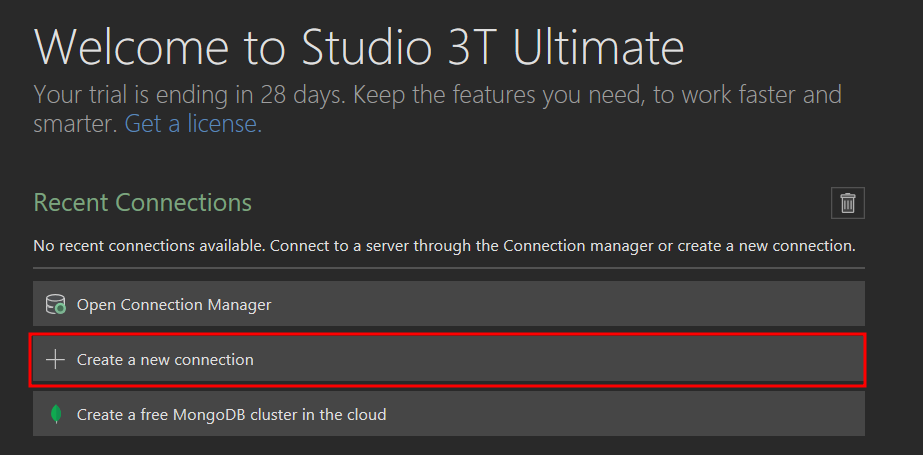 Welcome to Studio 3T Ultimate
Your trial is ending in 28 days. Keep the features you need, to work faster and
smarter. Get a license.
Recent Connections
No recent connections available. Connect to a server through the Connection manager or create a new connection.
Open Connection Manager
Create a new connection
Create a free MongoDB cluster in the cloud